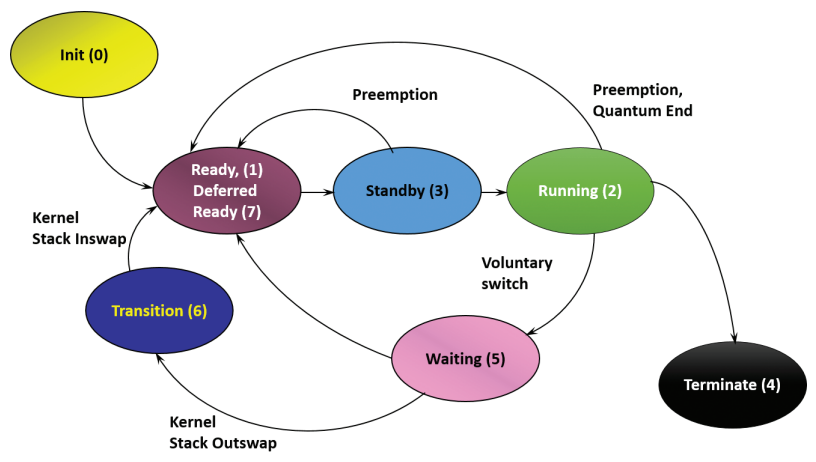 Init (0)
Preemption
Preemption,
Quantum End
Ready, (1)
Deferred
Ready (7)
Standby (3)
Running (2)
Kernel
Stack Inswap
Voluntary
switch
Transition (6)
Waiting (5)
Terminate (4)
Kernel
Stack Outswap